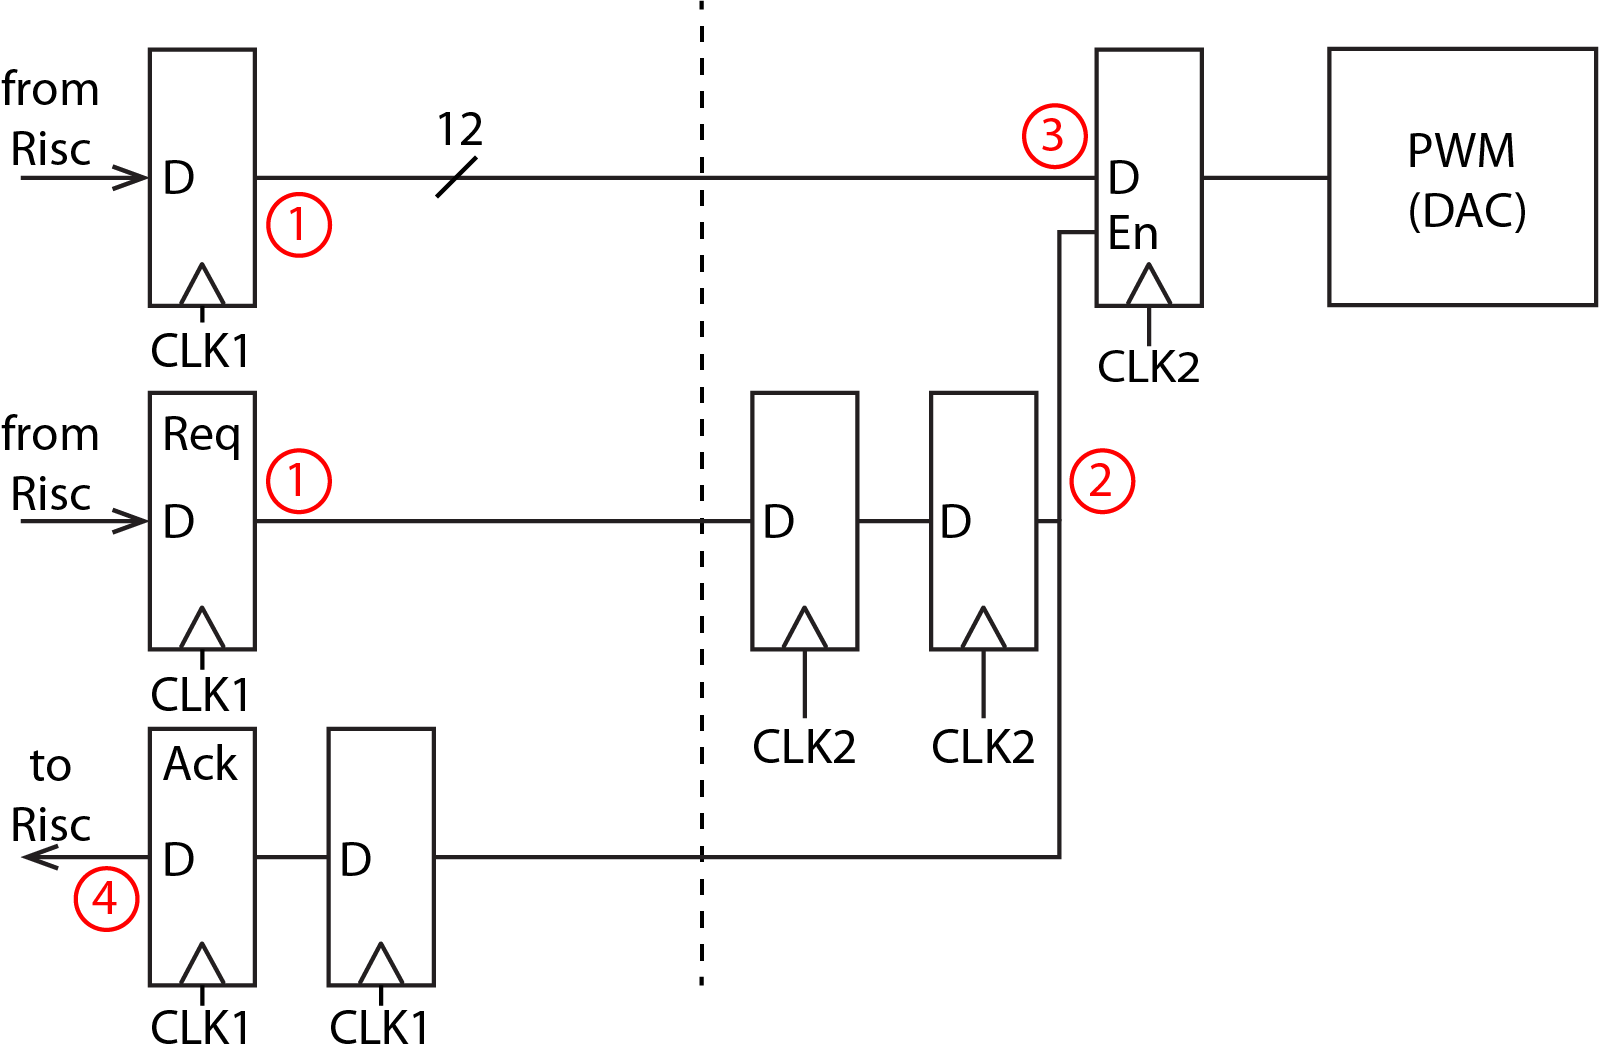 from
Risc
D
CLK1
1
12
3
D
En
CLK2
PWM
(DAC)
from
Risc
Req
D
CLK1
1
D
CLK2
D
CLK2
2
to
Risc
Ack
D
CLK1
4
D
CLK1